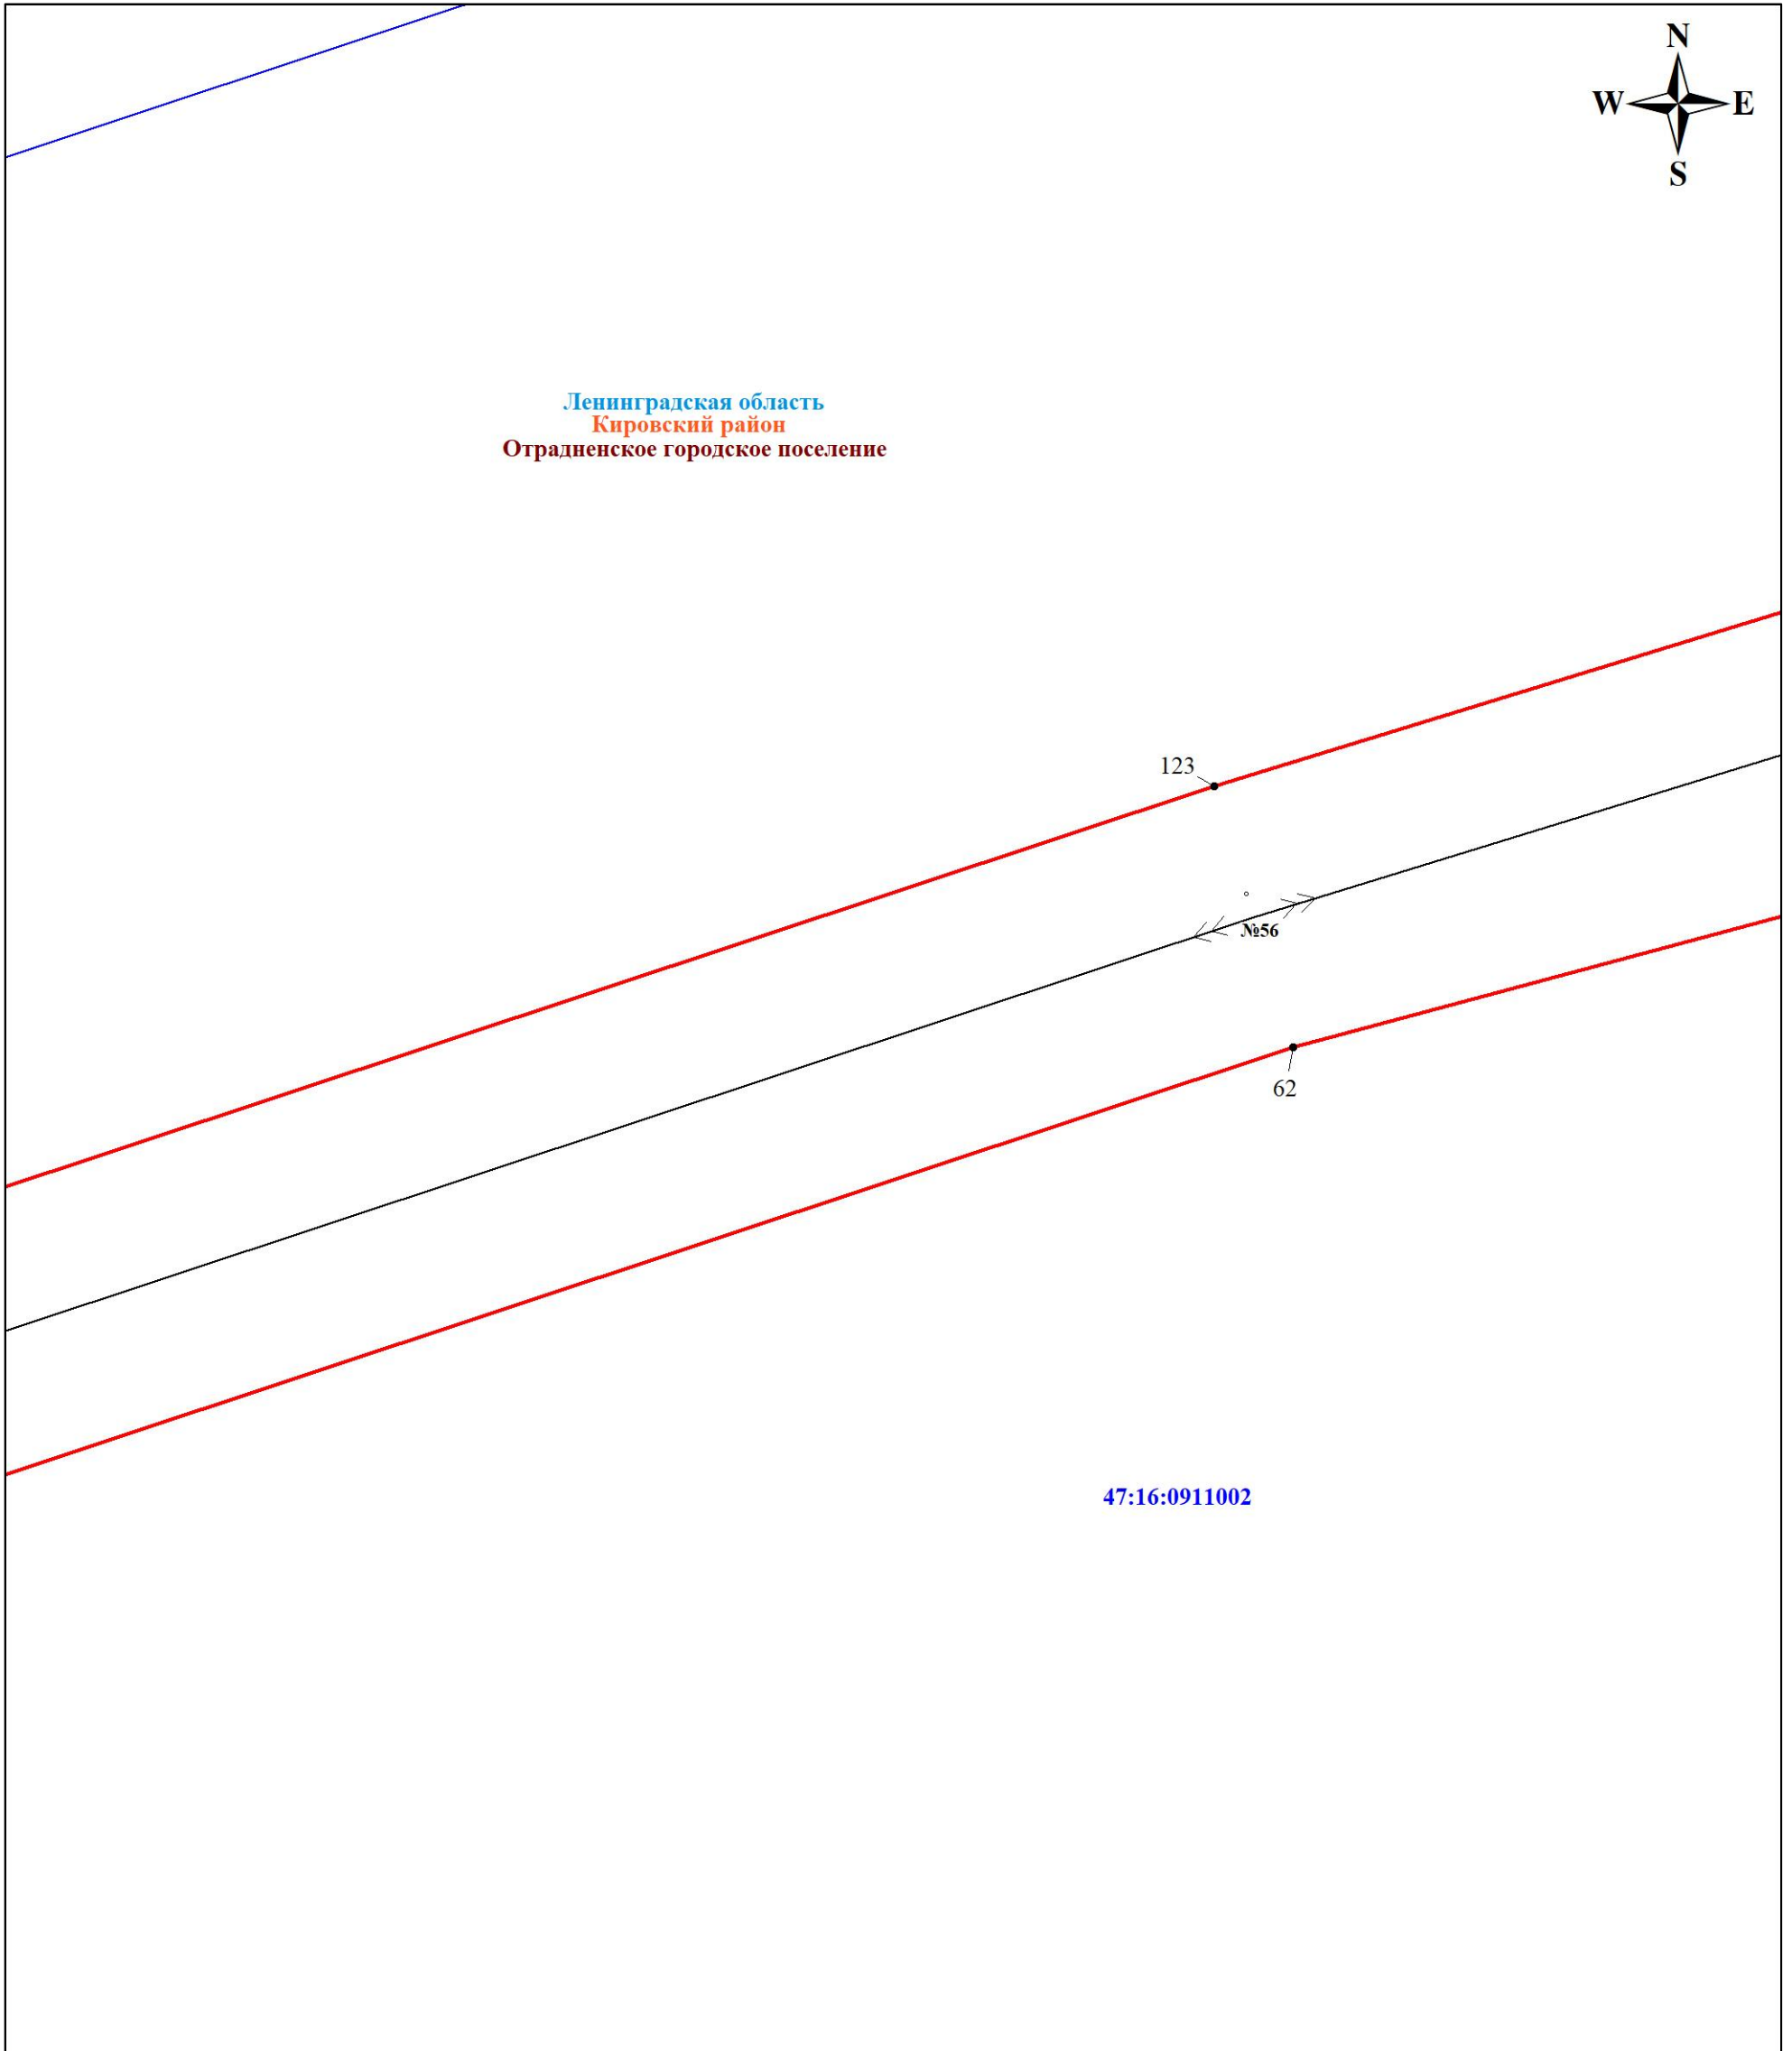 N
W E
S
Ленинградская область
Кировский район
Отрадненское городское поселение
123
№56
62
47:16:0911002